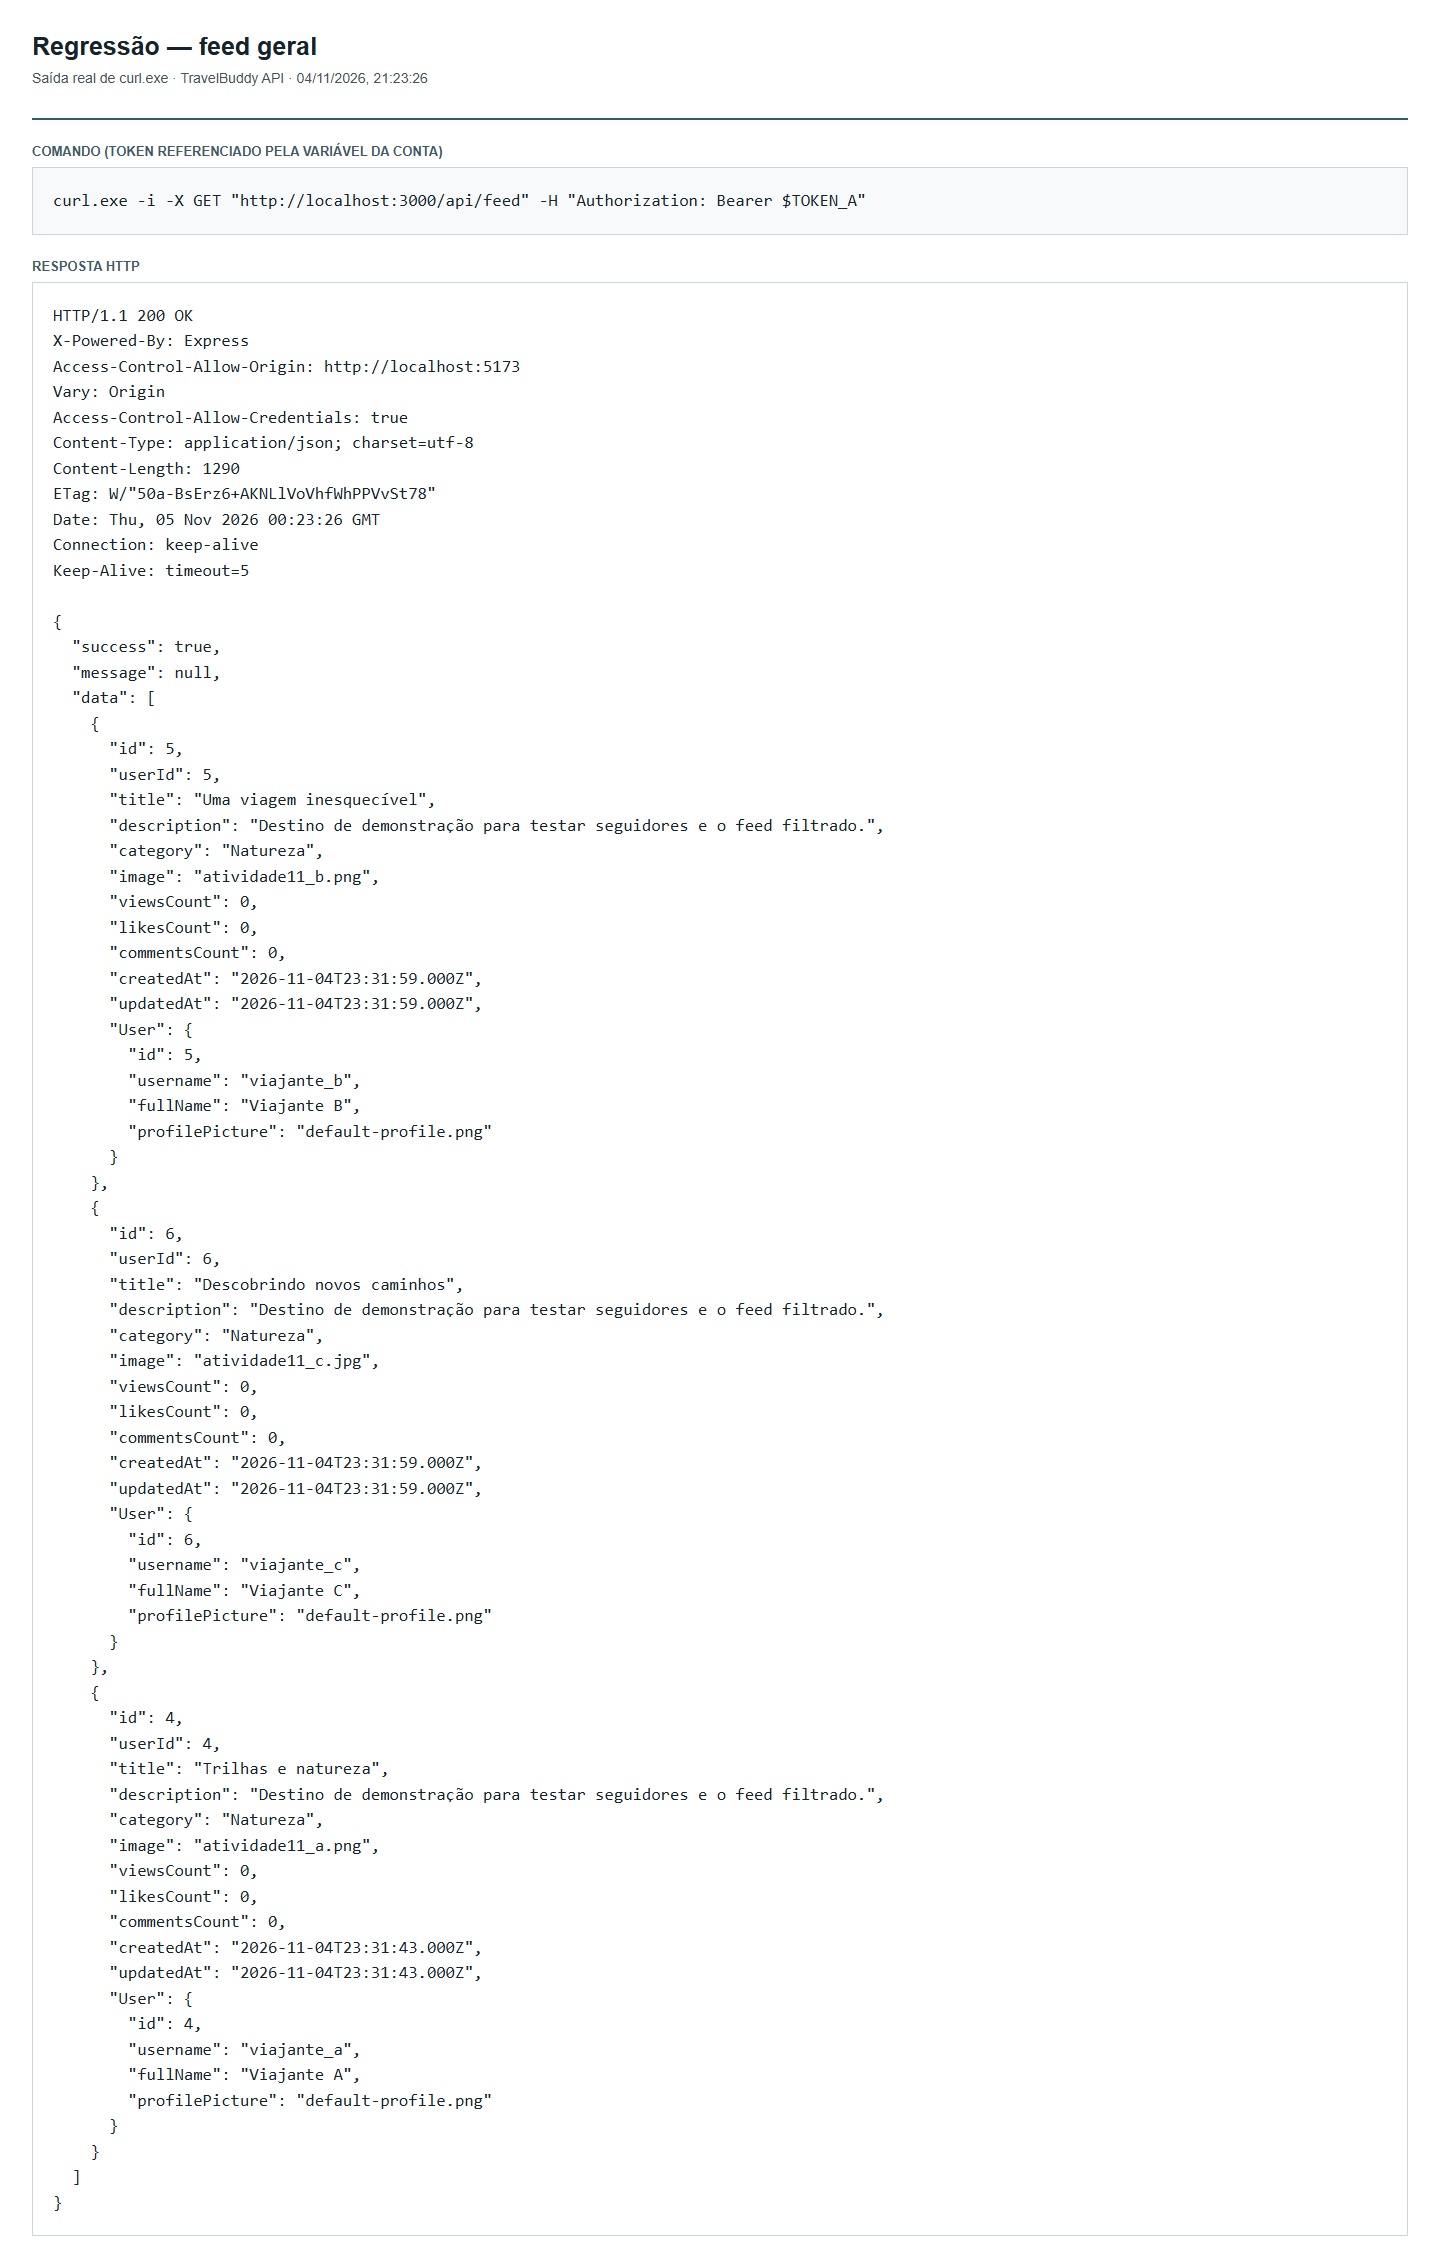 Regressão — feed geral
Saída real de curl.exe · TravelBuddy API · 04/11/2026, 21:23:26
COMANDO (TOKEN REFERENCIADO PELA VARIÁVEL DA CONTA)
curl.exe -i -X GET "http://localhost:3000/api/feed" -H "Authorization: Bearer $TOKEN_A"
RESPOSTA HTTP
HTTP/1.1 200 OK
X-Powered-By: Express
Access-Control-Allow-Origin: http://localhost:5173
Vary: Origin
Access-Control-Allow-Credentials: true
Content-Type: application/json; charset=utf-8
Content-Length: 1290
ETag: W/"50a-BsErz6+AKNLlVoVhfWhPPVvSt78"
Date: Thu, 05 Nov 2026 00:23:26 GMT
Connection: keep-alive
Keep-Alive: timeout=5
{
  "success": true,
  "message": null,
  "data": [
    {
      "id": 5,
      "userId": 5,
      "title": "Uma viagem inesquecível",
      "description": "Destino de demonstração para testar seguidores e o feed filtrado.",
      "category": "Natureza",
      "image": "atividade11_b.png",
      "viewsCount": 0,
      "likesCount": 0,
      "commentsCount": 0,
      "createdAt": "2026-11-04T23:31:59.000Z",
      "updatedAt": "2026-11-04T23:31:59.000Z",
      "User": {
        "id": 5,
        "username": "viajante_b",
        "fullName": "Viajante B",
        "profilePicture": "default-profile.png"
      }
    },
    {
      "id": 6,
      "userId": 6,
      "title": "Descobrindo novos caminhos",
      "description": "Destino de demonstração para testar seguidores e o feed filtrado.",
      "category": "Natureza",
      "image": "atividade11_c.jpg",
      "viewsCount": 0,
      "likesCount": 0,
      "commentsCount": 0,
      "createdAt": "2026-11-04T23:31:59.000Z",
      "updatedAt": "2026-11-04T23:31:59.000Z",
      "User": {
        "id": 6,
        "username": "viajante_c",
        "fullName": "Viajante C",
        "profilePicture": "default-profile.png"
      }
    },
    {
      "id": 4,
      "userId": 4,
      "title": "Trilhas e natureza",
      "description": "Destino de demonstração para testar seguidores e o feed filtrado.",
      "category": "Natureza",
      "image": "atividade11_a.png",
      "viewsCount": 0,
      "likesCount": 0,
      "commentsCount": 0,
      "createdAt": "2026-11-04T23:31:43.000Z",
      "updatedAt": "2026-11-04T23:31:43.000Z",
      "User": {
        "id": 4,
        "username": "viajante_a",
        "fullName": "Viajante A",
        "profilePicture": "default-profile.png"
      }
    }
  ]
}